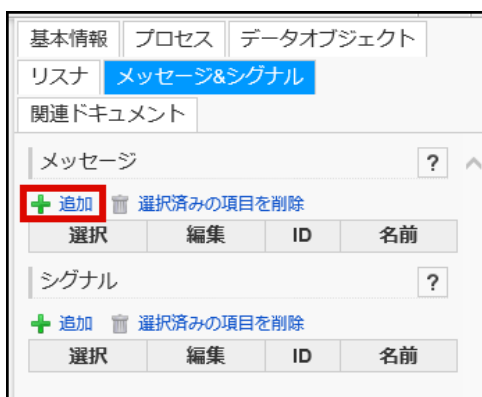 基本情報 プロセス データオブジェクト
リスナ メッセージ&シグナル
関連ドキュメント
メッセージ ?
追加 選択済みの項目を削除
選択 編集 ID 名前
シグナル ?
追加 選択済みの項目を削除
選択 編集 ID 名前